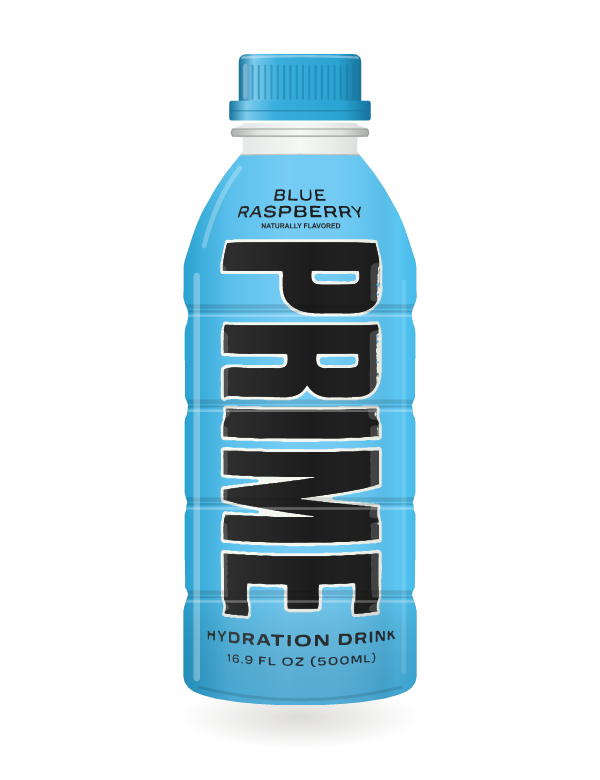 BLUE
RASPBERRY
NATURALLY FLAVORED
PRIME
HYDRATION DRINK
16.9 FL OZ (500ML)